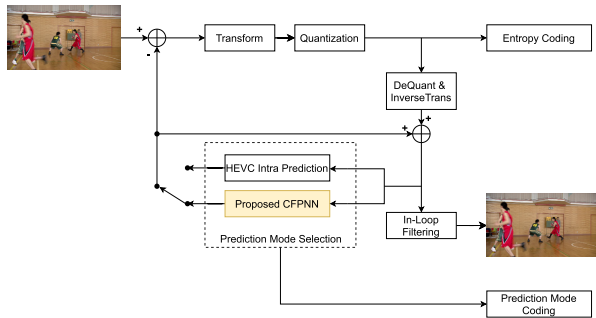 +
Transform
Quantization
Entropy Coding
-
DeQuant &
InverseTrans
+
+
HEVC Intra Prediction
Proposed CFPNN
In-Loop
Filtering
Prediction Mode Selection
Prediction Mode
Coding